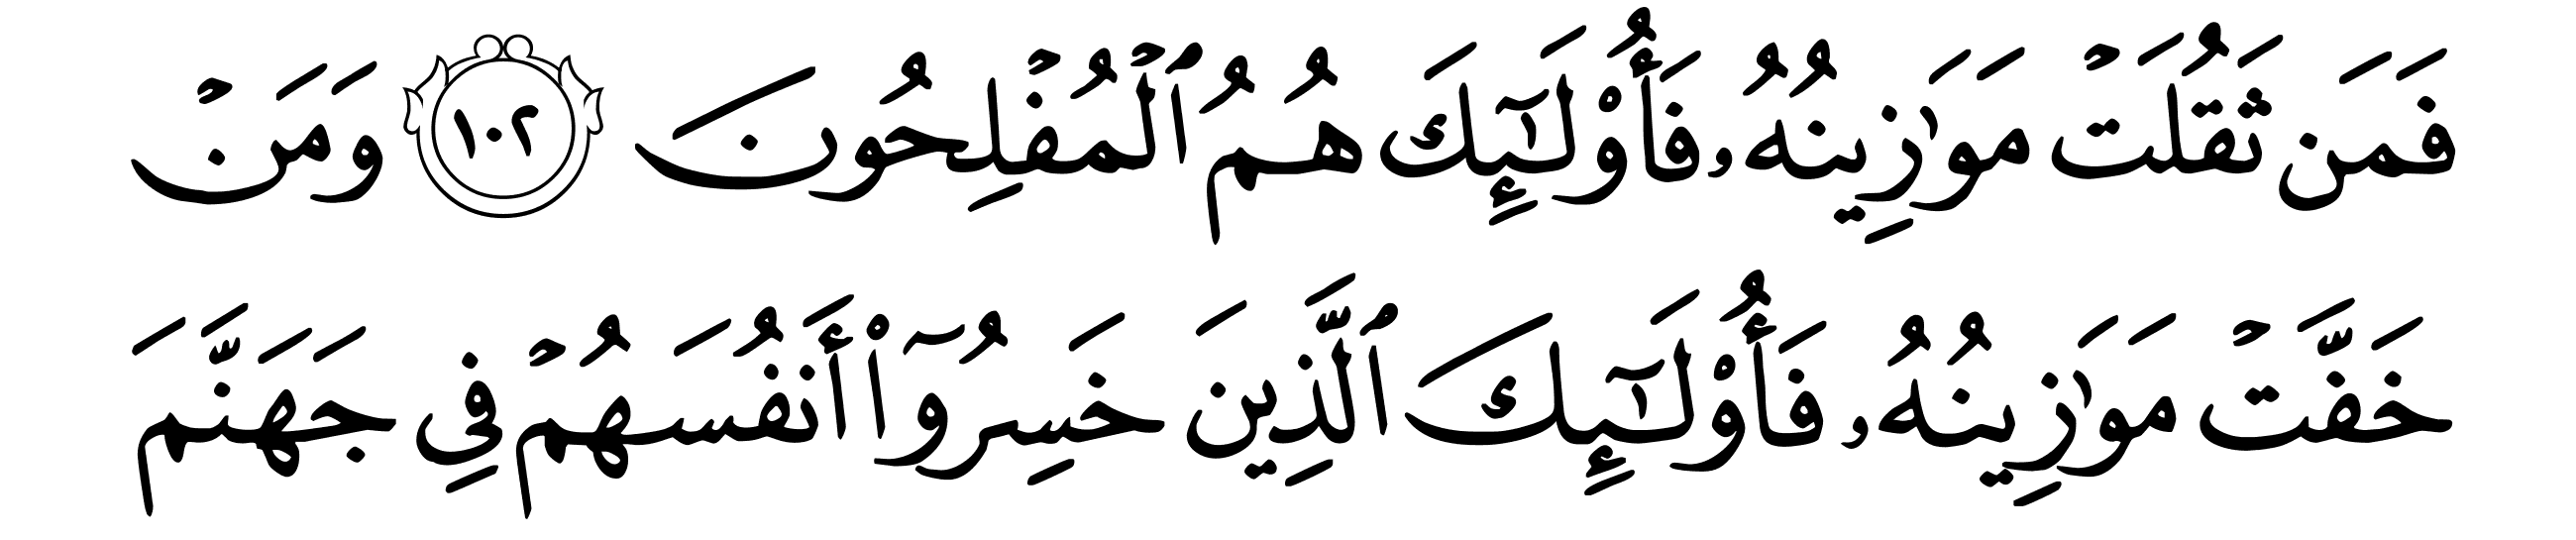 فَمَن ثَقُلَتْ مَوَٰزِينُهُۥ فَأُو۟لَـٰٓئِكَ هُمُ ٱلْمُفْلِحُونَ ١٠٢ وَمَنْ
خَفَّتْ مَوَٰزِينُهُۥ فَأُو۟لَـٰٓئِكَ ٱلَّذِينَ خَسِرُوٓا۟ أَنفُسَهُمْ فِى جَهَنَّمَ